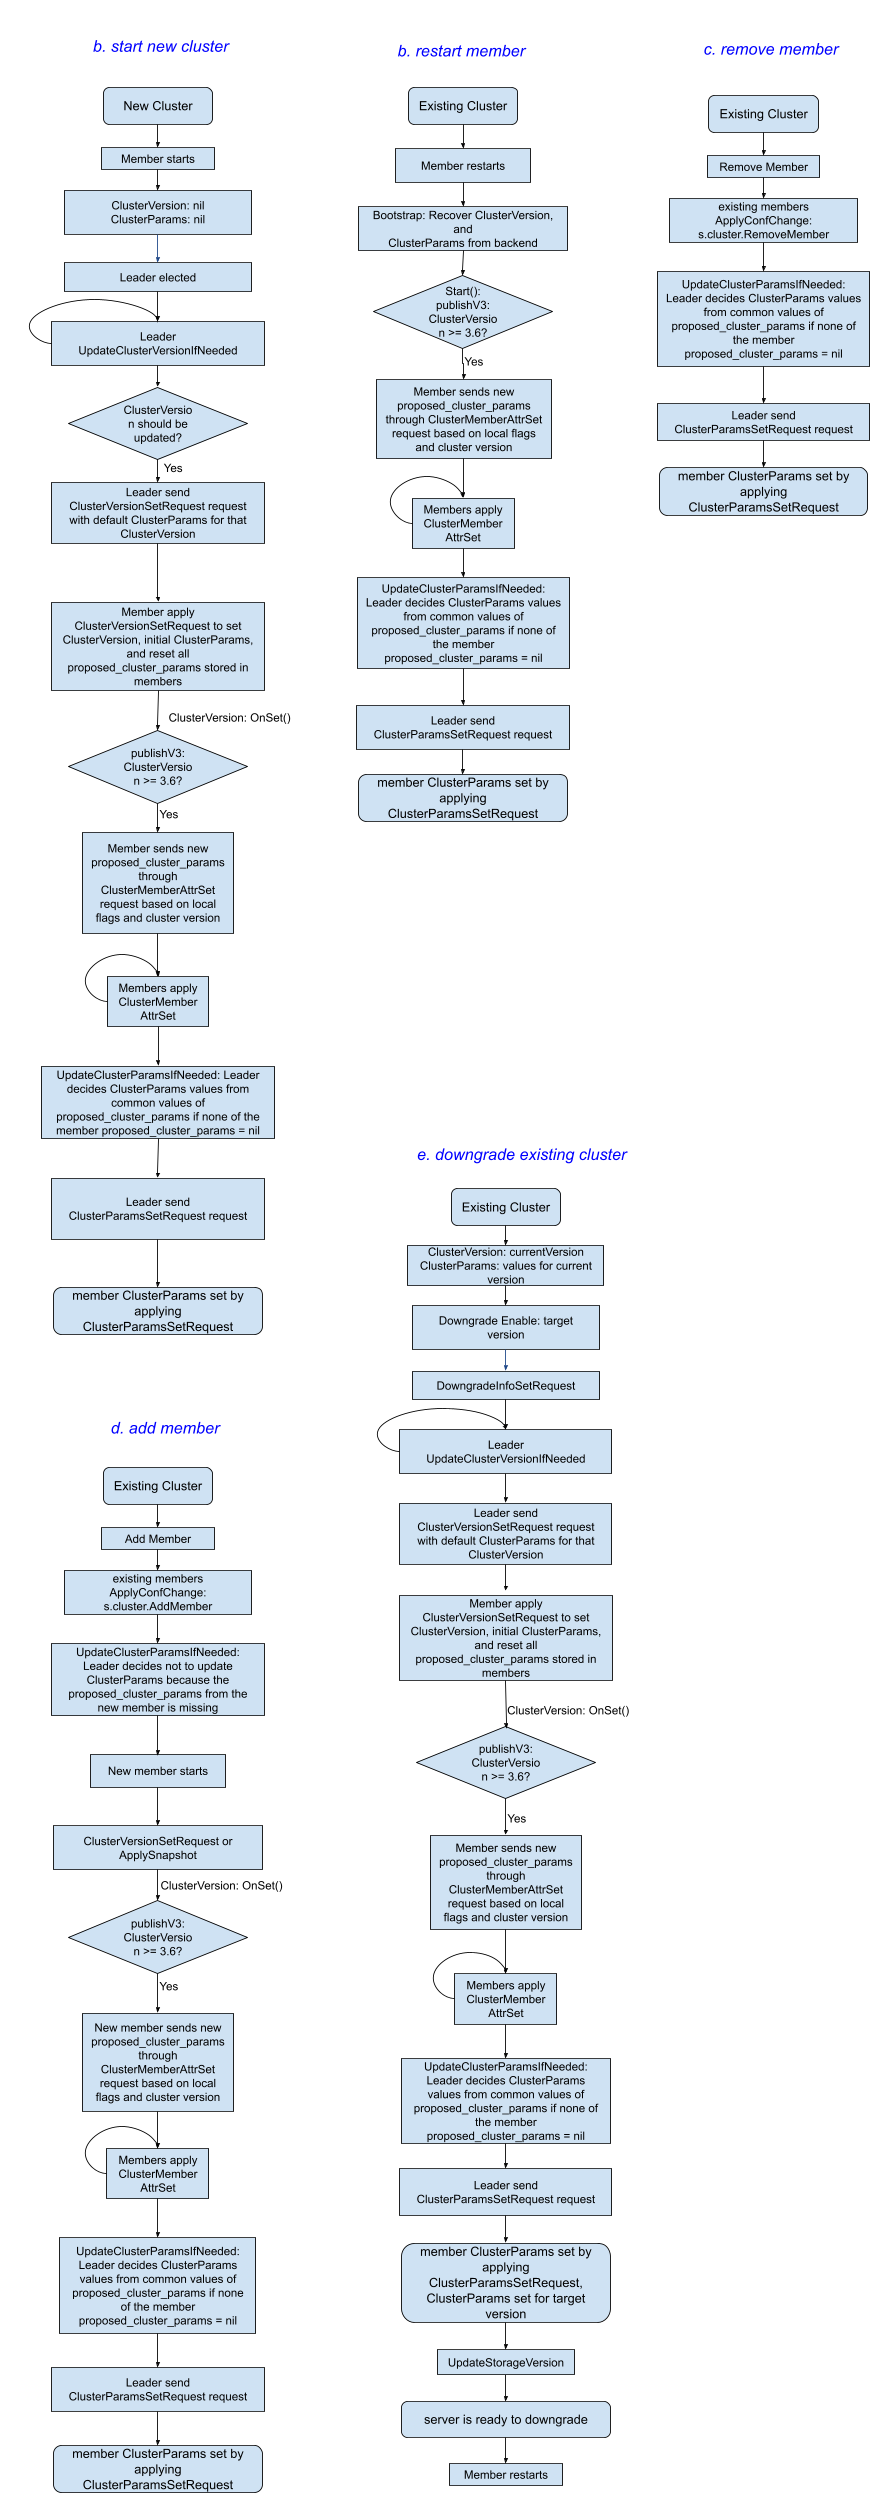 b. start new cluster
New Cluster
Member starts
ClusterVersion: nil
ClusterParams: nil
Leader elected
Leader
UpdateClusterVersionIfNeeded
ClusterVersio
n should be
updated?
Yes
Leader send
ClusterVersionSetRequest request
with default ClusterParams for that
ClusterVersion
Member apply
ClusterVersionSetRequest to set
ClusterVersion, initial ClusterParams,
and reset all
proposed_cluster_params stored in
members
ClusterVersion: OnSet()
publishV3:
ClusterVersio
n >= 3.6?
Yes
Member sends new
proposed_cluster_params
through
ClusterMemberAttrSet
request based on local
flags and cluster version
Members apply
ClusterMember
AttrSet
UpdateClusterParamsIfNeeded: Leader
decides ClusterParams values from
common values of
proposed_cluster_params if none of the
member proposed_cluster_params = nil
Leader send
ClusterParamsSetRequest request
member ClusterParams set by
applying
ClusterParamsSetRequest
b. restart member
Existing Cluster
Member restarts
Bootstrap: Recover ClusterVersion,
and
ClusterParams from backend
Start():
publishV3:
ClusterVersio
n >= 3.6?
Yes
Member sends new
proposed_cluster_params
through ClusterMemberAttrSet
request based on local flags
and cluster version
Members apply
ClusterMember
AttrSet
UpdateClusterParamsIfNeeded:
Leader decides ClusterParams values
from common values of
proposed_cluster_params if none of
the member
proposed_cluster_params = nil
Leader send
ClusterParamsSetRequest request
member ClusterParams set by
applying
ClusterParamsSetRequest
c. remove member
Existing Cluster
Remove Member
existing members
ApplyConfChange:
s.cluster.RemoveMember
UpdateClusterParamsIfNeeded:
Leader decides ClusterParams values
from common values of
proposed_cluster_params if none of
the member
proposed_cluster_params = nil
Leader send
ClusterParamsSetRequest request
member ClusterParams set by
applying
ClusterParamsSetRequest
d. add member
Existing Cluster
Add Member
existing members
ApplyConfChange:
s.cluster.AddMember
UpdateClusterParamsIfNeeded:
Leader decides not to update
ClusterParams because the
proposed_cluster_params from the
new member is missing
New member starts
ClusterVersionSetRequest or
ApplySnapshot
ClusterVersion: OnSet()
publishV3:
ClusterVersio
n >= 3.6?
Yes
New member sends new
proposed_cluster_params
through
ClusterMemberAttrSet
request based on local
flags and cluster version
Members apply
ClusterMember
AttrSet
UpdateClusterParamsIfNeeded:
Leader decides ClusterParams
values from common values of
proposed_cluster_params if none
of the member
proposed_cluster_params = nil
Leader send
ClusterParamsSetRequest request
member ClusterParams set by
applying
ClusterParamsSetRequest
e. downgrade existing cluster
Existing Cluster
ClusterVersion: currentVersion
ClusterParams: values for current
version
Downgrade Enable: target
version
DowngradeInfoSetRequest
Leader
UpdateClusterVersionIfNeeded
Leader send
ClusterVersionSetRequest request
with default ClusterParams for that
ClusterVersion
Member apply
ClusterVersionSetRequest to set
ClusterVersion, initial ClusterParams,
and reset all
proposed_cluster_params stored in
members
ClusterVersion: OnSet()
publishV3:
ClusterVersio
n >= 3.6?
Yes
Member sends new
proposed_cluster_params
through
ClusterMemberAttrSet
request based on local
flags and cluster version
Members apply
ClusterMember
AttrSet
UpdateClusterParamsIfNeeded:
Leader decides ClusterParams
values from common values of
proposed_cluster_params if none of
the member
proposed_cluster_params = nil
Leader send
ClusterParamsSetRequest request
member ClusterParams set by
applying
ClusterParamsSetRequest,
ClusterParams set for target
version
UpdateStorageVersion
server is ready to downgrade
Member restarts